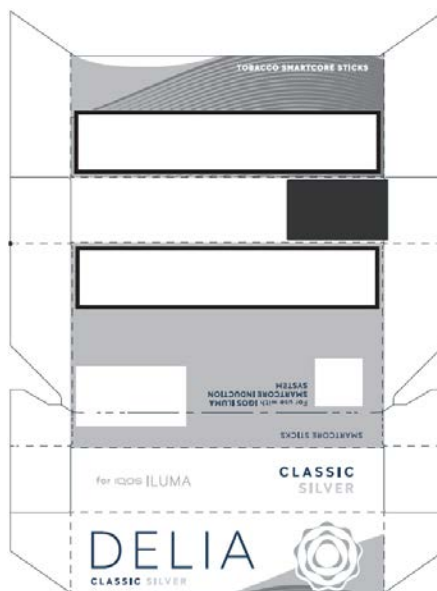 TOBACCO SMARTCORE STICKS
For use with IQOS ILUMA
SMARTCORE INDUCTION
SYSTEM
SMARTCORE STICKS
for IQOS ILUMA
CLASSIC
SILVER
DELIA
CLASSIC SILVER